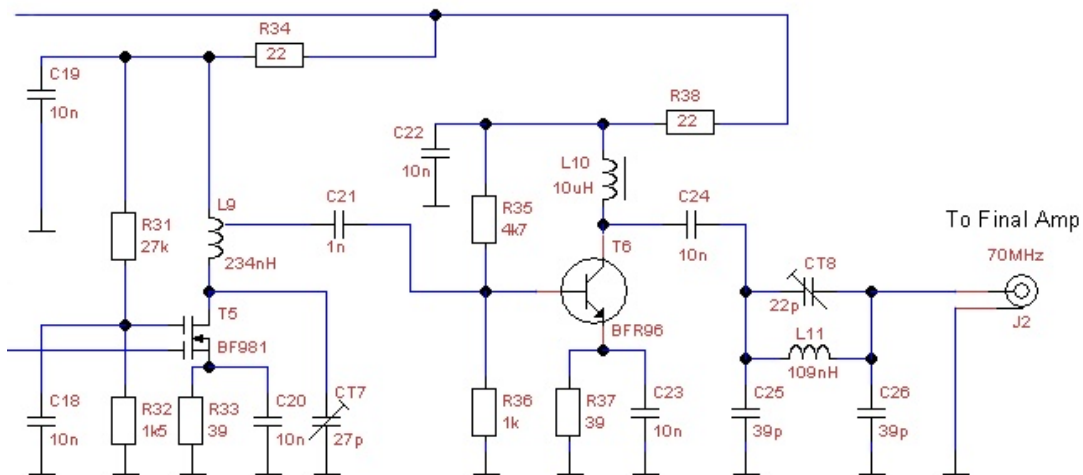 R34
22
C19
10n
R38
22
C22
10n
L10
10uH
R35
4k7
C24
10n
C21
1n
L9
234nH
R31
27k
T6
To Final Amp
70MHz
CT8
22p
J2
T5
BF981
BFR96
L11
109nH
C18
10n
R32
1k5
R33
39
C20
10n
CT7
27p
R36
1k
R37
39
C23
10n
C25
39p
C26
39p